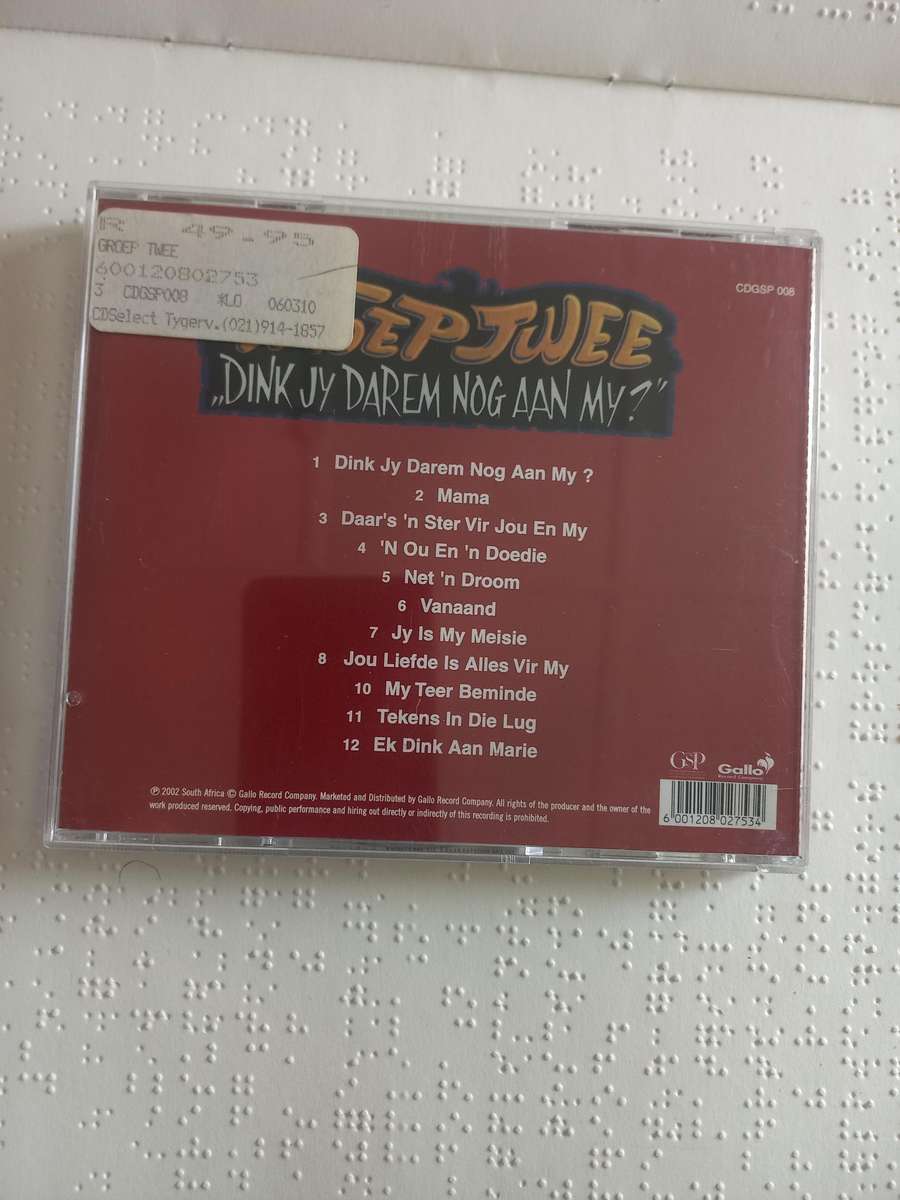 R 49.95
GROEP TWEE
600120802753
3 CDGSP008 *LO 060310
CDSelect Tygerv.(021)914-1857
CDGSP 008
TWEE
„DINK JY DAREM NOG AAN MY?"
1 Dink Jy Darem Nog Aan My ?
2 Mama
3 Daar's 'n Ster Vir Jou En My
4 'N Ou En 'n Doedie
5 Net 'n Droom
6 Vanaand
7 Jy Is My Meisie
8 Jou Liefde Is Alles Vir My
10 My Teer Beminde
11 Tekens In Die Lug
12 Ek Dink Aan Marie
GSP
Gallo
Record Company
℗ 2002 South Africa © Gallo Record Company. Marketed and Distributed by Gallo Record Company. All rights of the producer and the owner of the
work produced reserved. Copying, public performance and hiring out directly or indirectly of this recording is prohibited.
6 001208 027534